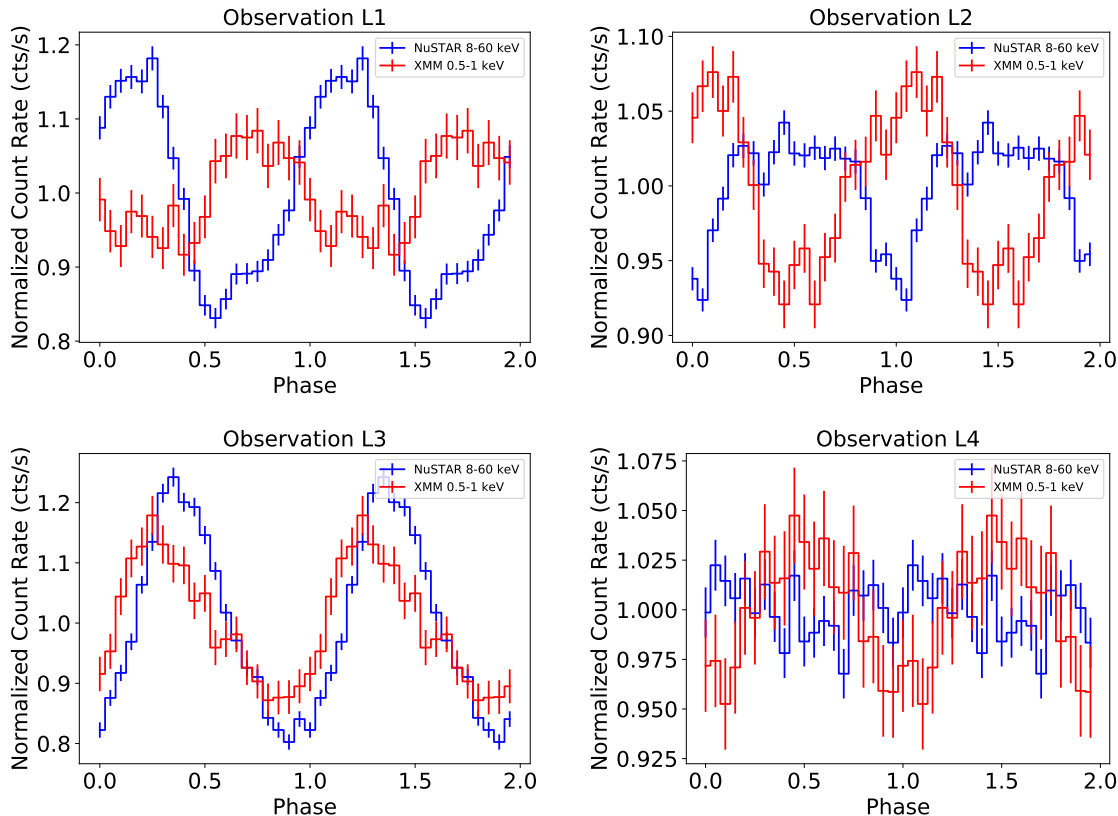 Observation L1
Normalized Count Rate (cts/s)
1.2
1.1
1.0
0.9
0.8
NuSTAR 8-60 keV
XMM 0.5-1 keV
0.0 0.5 1.0 1.5 2.0
Phase
Observation L2
Normalized Count Rate (cts/s)
1.10
1.05
1.00
0.95
0.90
NuSTAR 8-60 keV
XMM 0.5-1 keV
0.0 0.5 1.0 1.5 2.0
Phase
Observation L3
Normalized Count Rate (cts/s)
1.2
1.1
1.0
0.9
0.8
NuSTAR 8-60 keV
XMM 0.5-1 keV
0.0 0.5 1.0 1.5 2.0
Phase
Observation L4
Normalized Count Rate (cts/s)
1.075
1.050
1.025
1.000
0.975
0.950
0.925
NuSTAR 8-60 keV
XMM 0.5-1 keV
0.0 0.5 1.0 1.5 2.0
Phase